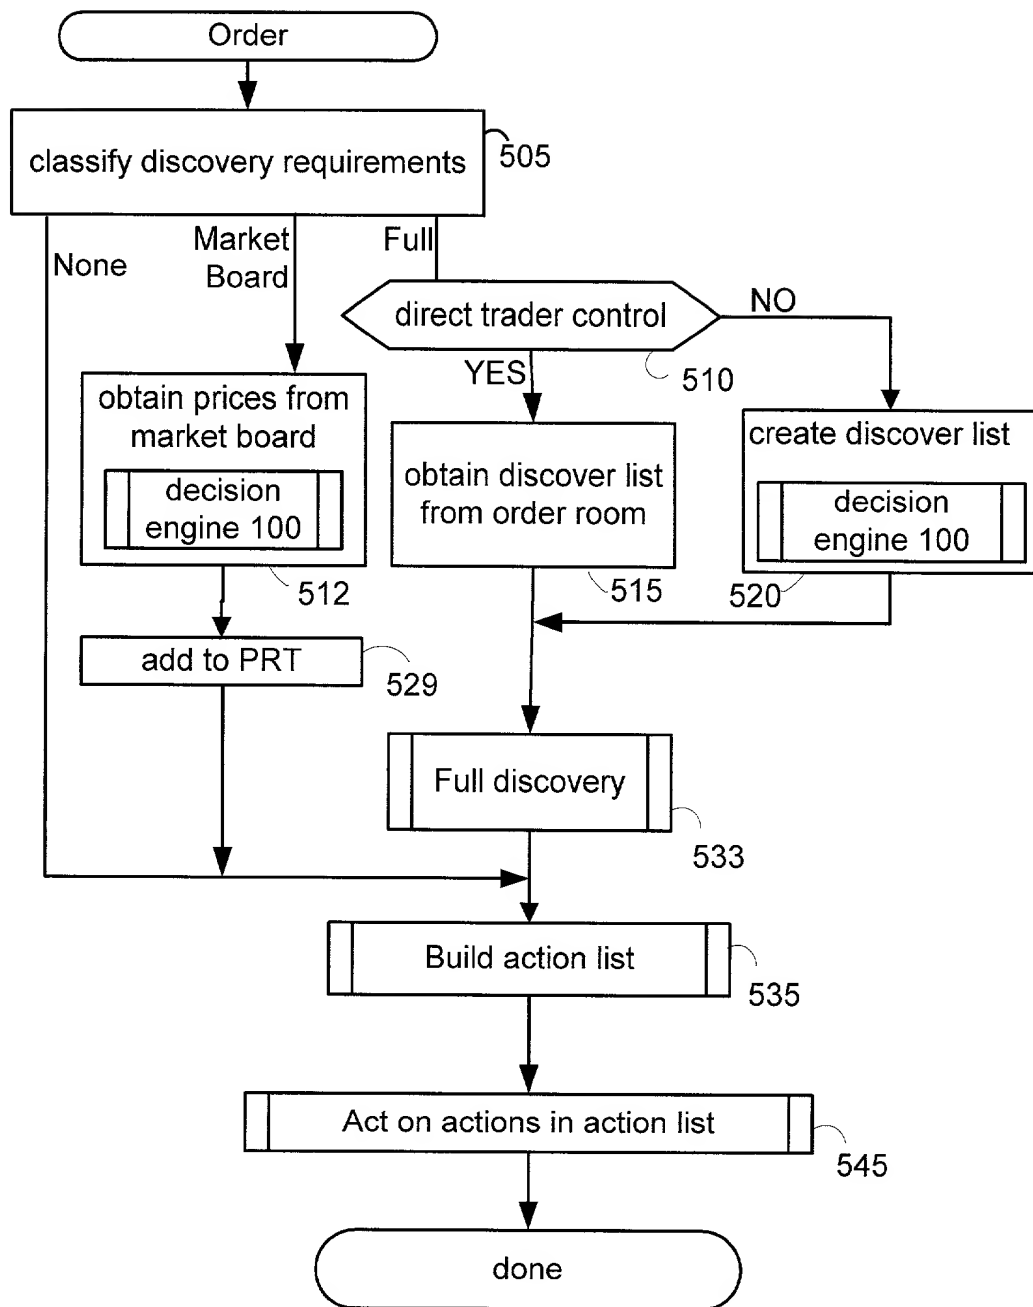 Order
classify discovery requirements
505
None
Market
Board
Full
direct trader control
NO
YES
510
obtain prices from
market board
decision
engine 100
512
obtain discover list
from order room
515
create discover list
decision
engine 100
520
add to PRT
529
Full discovery
533
Build action list
535
Act on actions in action list
545
done